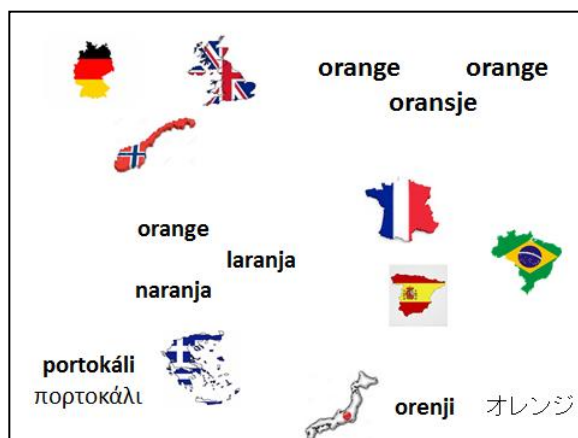 orange orange
oransje
orange
laranja
naranja
portokáli
πορτοκάλι
orenji オレンジ